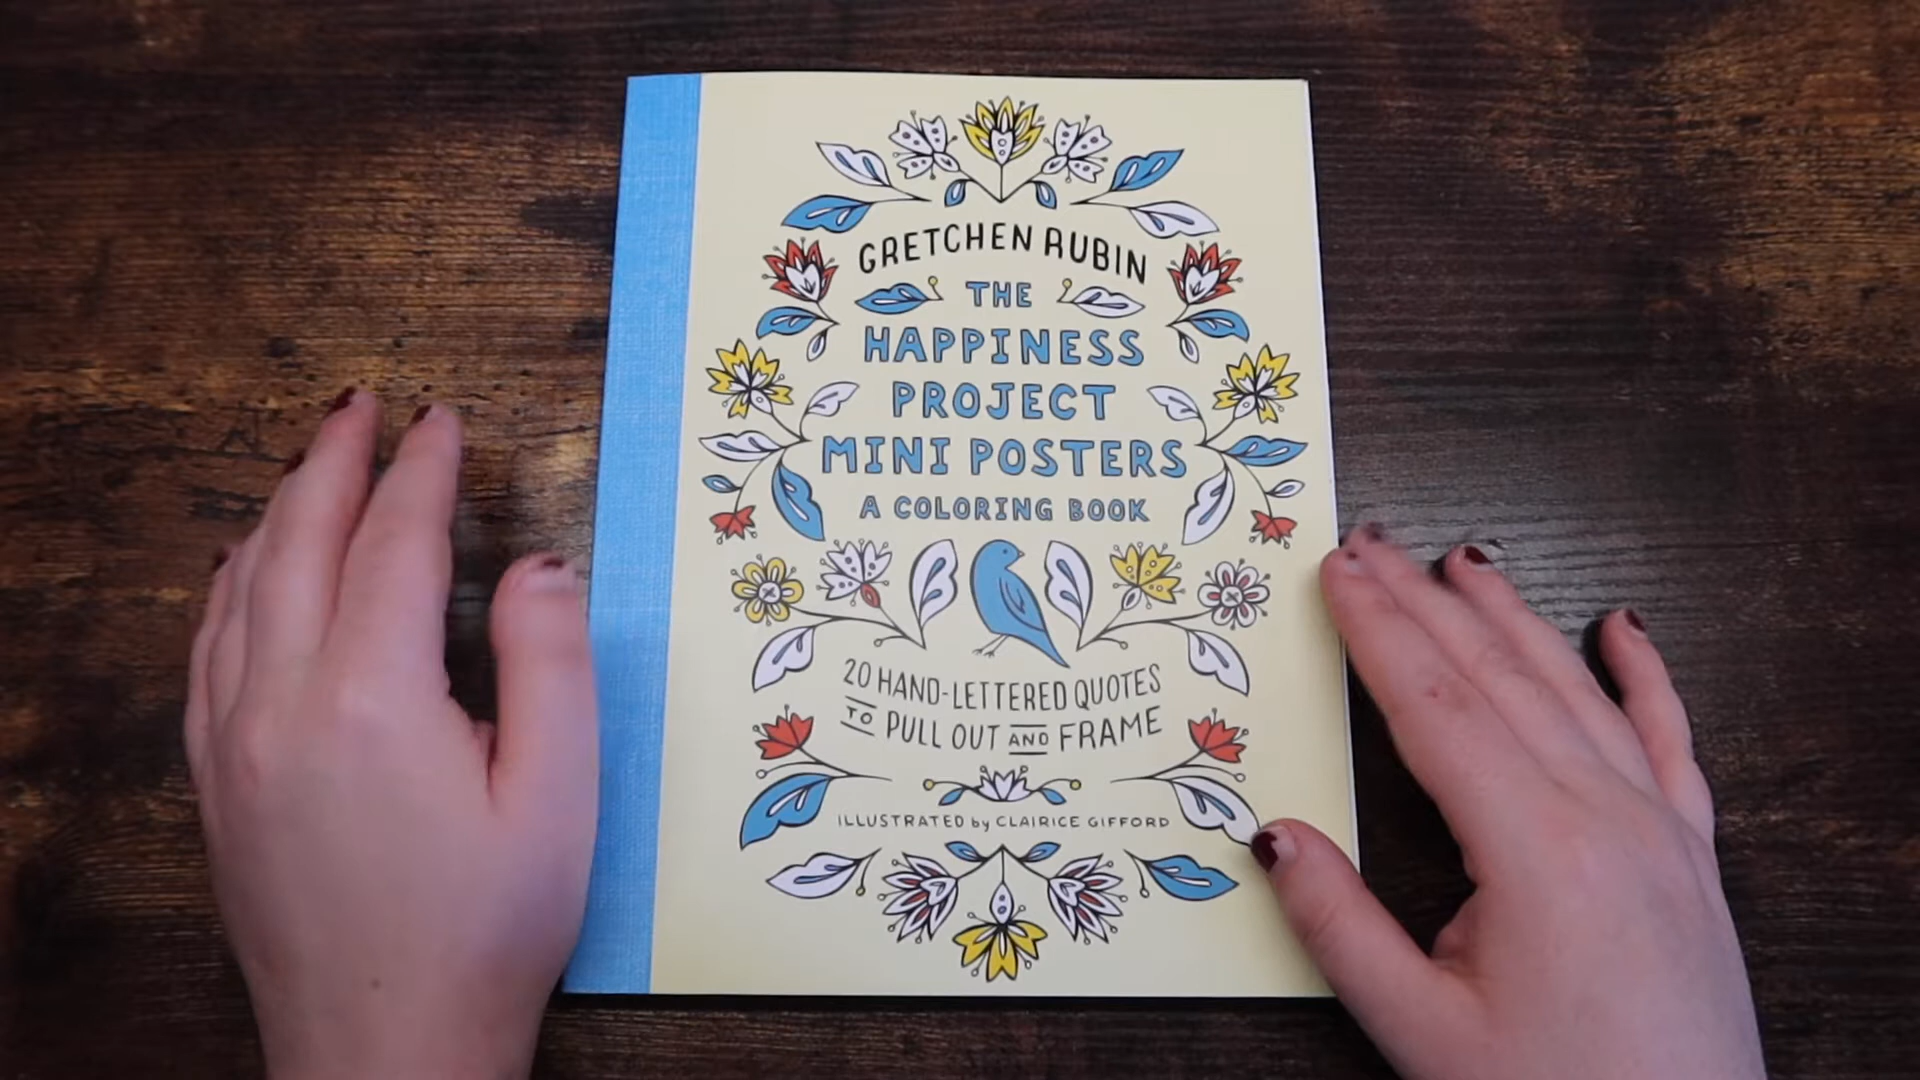 GRETCHEN RUBIN
THE
HAPPINESS
PROJECT
MINI POSTERS
A COLORING BOOK
20 HAND-LETTERED QUOTES
TO PULL OUT AND FRAME
ILLUSTRATED by CLAIRICE GIFFORD